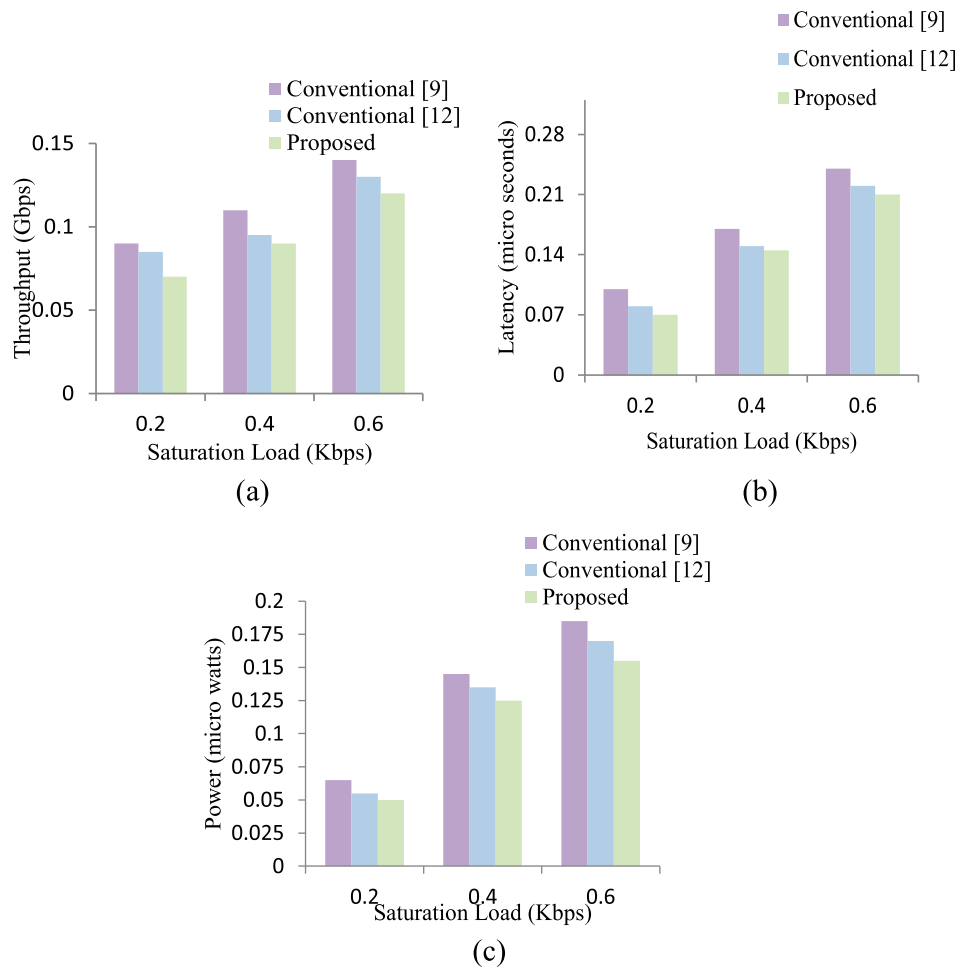 Conventional [9]
Conventional [12]
Proposed
Throughput (Gbps)
0.15
0.1
0.05
0
0.2 0.4 0.6
Saturation Load (Kbps)
(a)
Conventional [9]
Conventional [12]
Proposed
Latency (micro seconds)
0.28
0.21
0.14
0.07
0
0.2 0.4 0.6
Saturation Load (Kbps)
(b)
Conventional [9]
Conventional [12]
Proposed
Power (micro watts)
0.2
0.175
0.15
0.125
0.1
0.075
0.05
0.025
0
0.2 0.4 0.6
Saturation Load (Kbps)
(c)